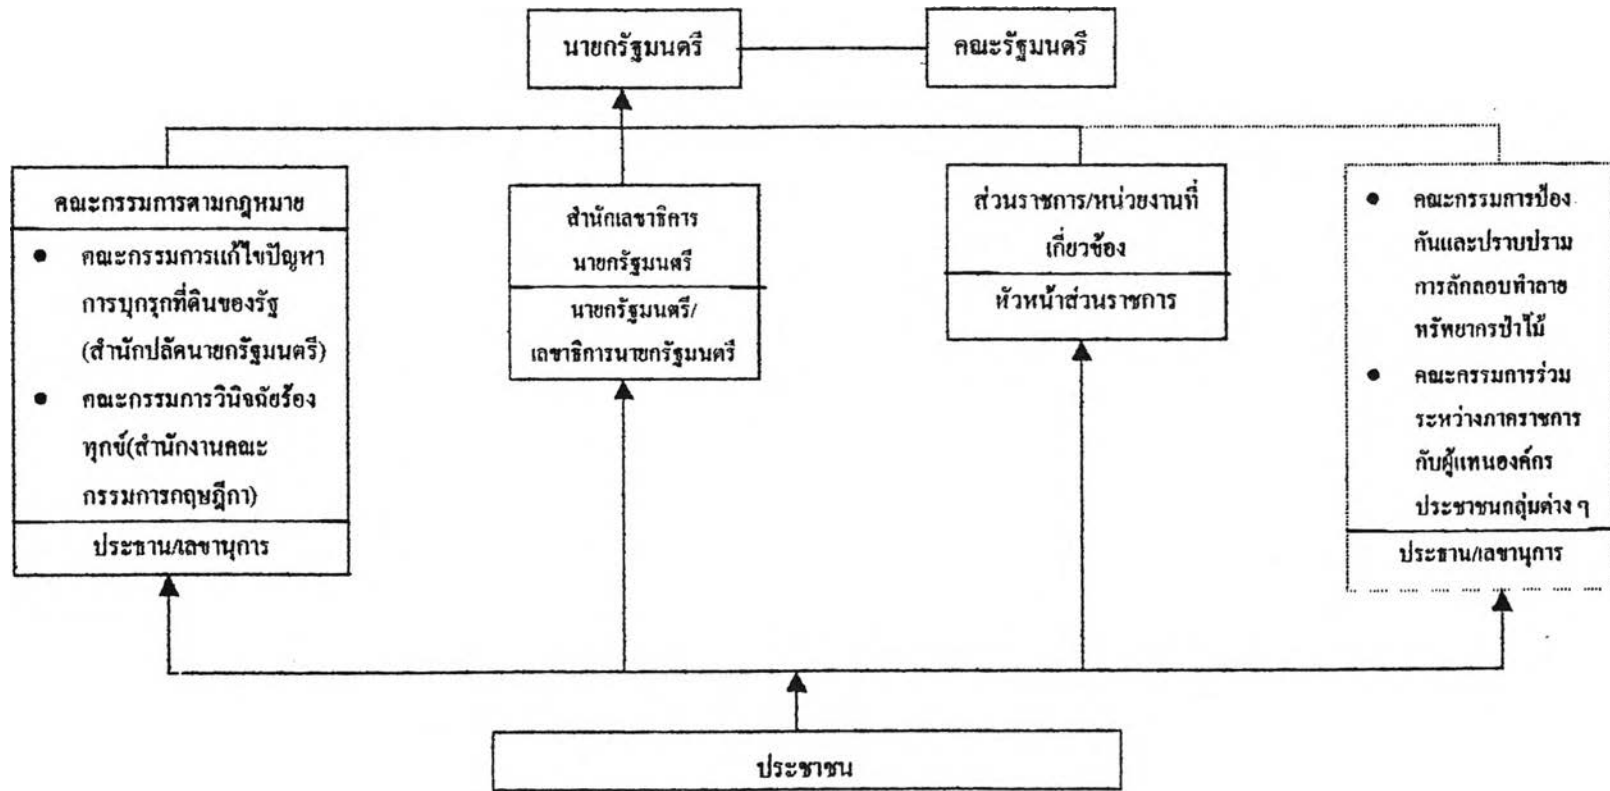 นายกรัฐมนตรี
คณะรัฐมนตรี
คณะกรรมการตามกฎหมาย
● คณะกรรมการแก้ไขปัญหา
การบุกรุกที่ดินของรัฐ
(สำนักปลัดนายกรัฐมนตรี)
● คณะกรรมการวินิจฉัยร้อง
ทุกข์(สำนักงานคณะ
กรรมการกฤษฎีกา)
ประธาน/เลขานุการ
สำนักเลขาธิการ
นายกรัฐมนตรี
นายกรัฐมนตรี/
เลขาธิการนายกรัฐมนตรี
ส่วนราชการ/หน่วยงานที่
เกี่ยวข้อง
หัวหน้าส่วนราชการ
● คณะกรรมการป้อง
กันและปราบปราม
การลักลอบทำลาย
ทรัพยากรป่าไม้
● คณะกรรมการร่วม
ระหว่างภาคราชการ
กับผู้แทนองค์กร
ประชาชนกลุ่มต่าง ๆ
ประธาน/เลขานุการ
ประชาชน